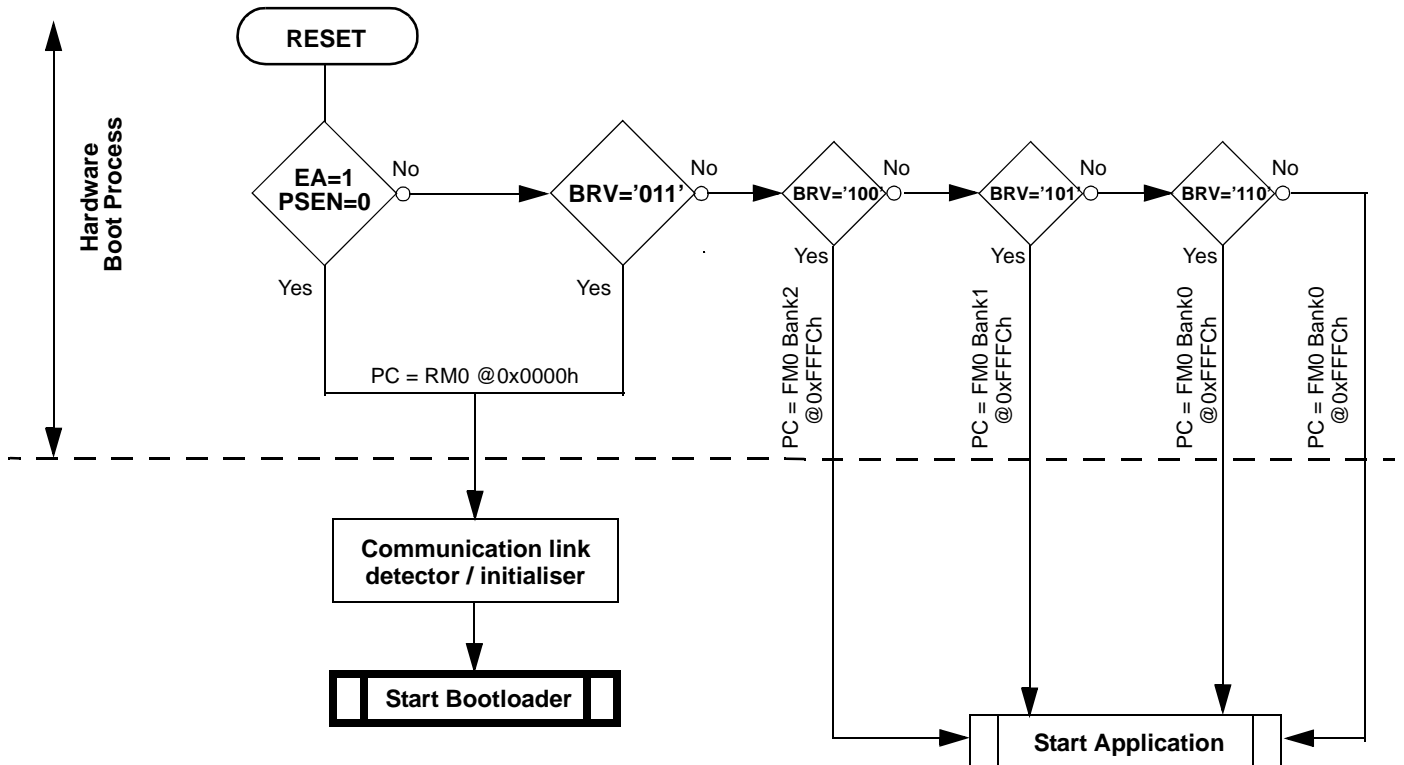 RESET
Hardware
Boot Process
EA=1
PSEN=0
No
Yes
BRV='011'
No
Yes
BRV='100'
No
Yes
BRV='101'
No
Yes
BRV='110'
No
Yes
PC = RM0 @0x0000h
PC = FM0 Bank2
@0xFFFCh
PC = FM0 Bank1
@0xFFFCh
PC = FM0 Bank0
@0xFFFCh
PC = FM0 Bank0
@0xFFFCh
Communication link
detector / initialiser
Start Bootloader
Start Application